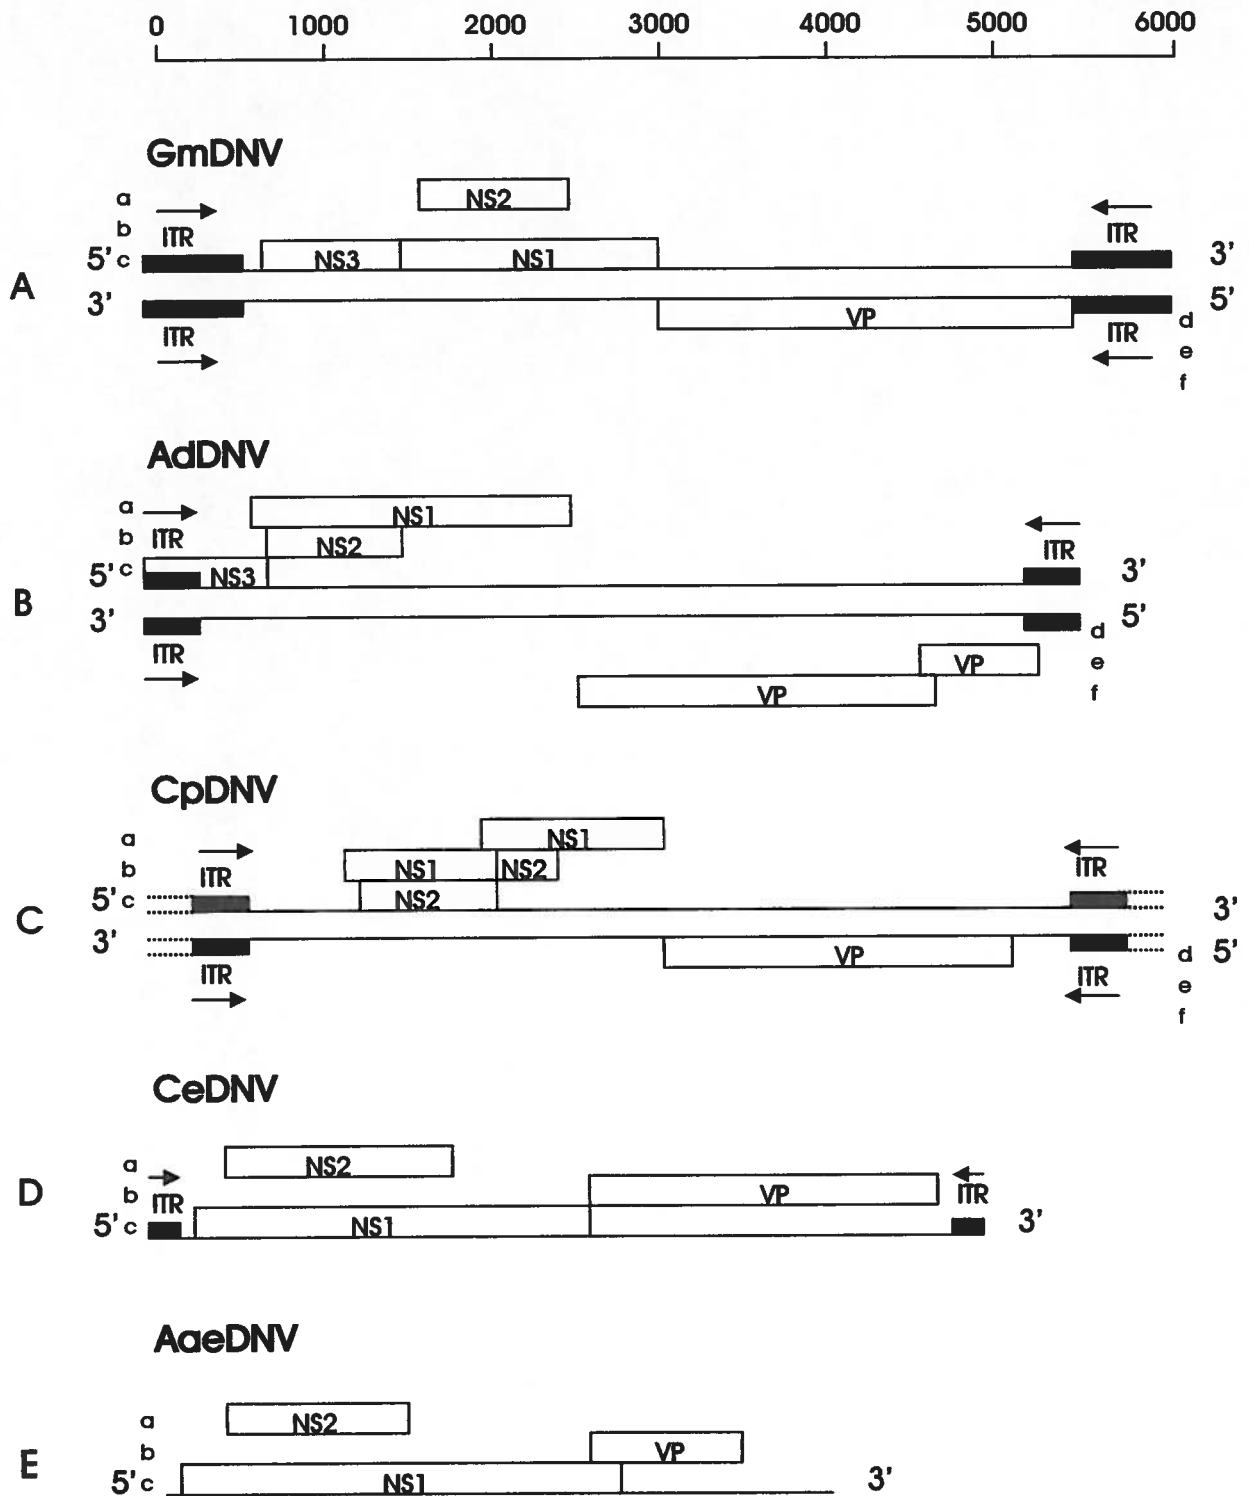 0 1000 2000 3000 4000 5000 6000
GmDNV
a NS2
b ITR ITR
5' c NS3 NS1 3'
A
3' VP 5'
ITR ITR d
e
f
AdDNV
a NS1
b ITR NS2 ITR
5' c NS3 3'
B
3' 5'
ITR d
VP e
VP f
CpDNV
a NS1
b ITR NS1 NS2 ITR
5' c NS2 3'
C
3' VP d 5'
ITR ITR e
f
CeDNV
a NS2
D b ITR VP ITR
5' c NS1 3'
AaeDNV
a NS2
b VP
E 5' c NS1 3'